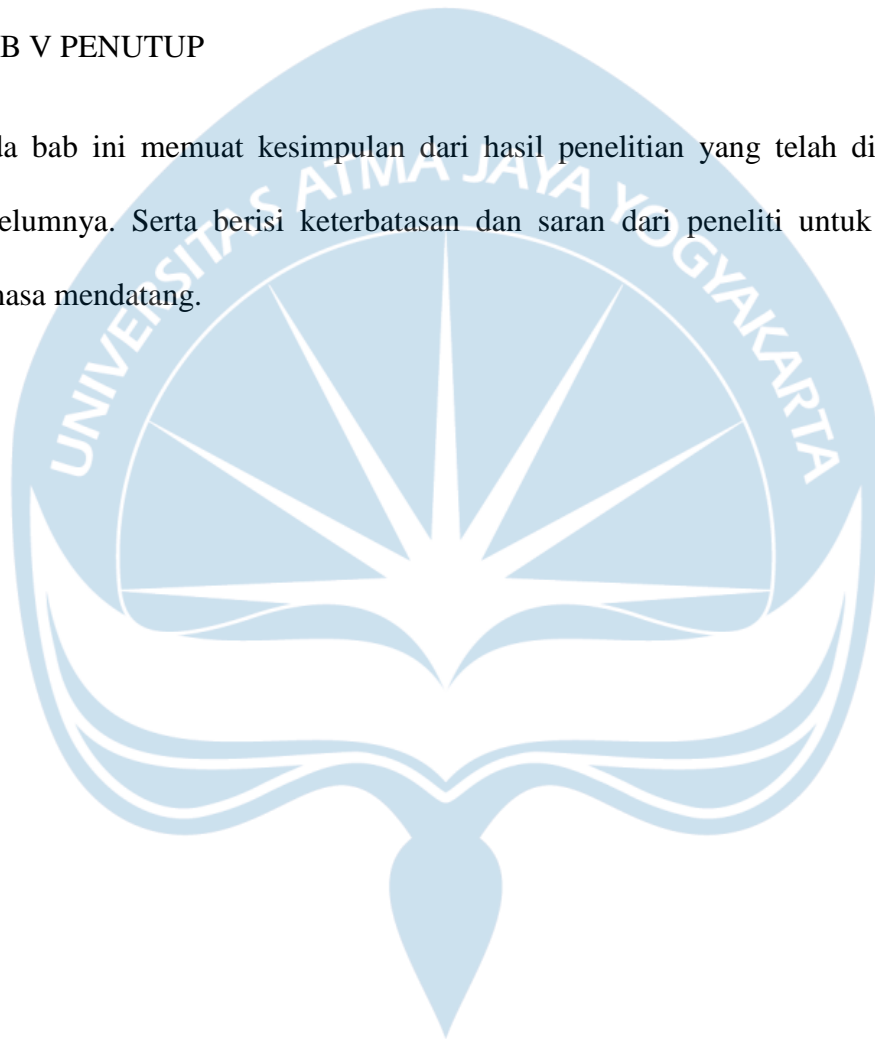 B V PENUTUP
da bab ini memuat kesimpulan dari hasil penelitian yang telah di
elumnya. Serta berisi keterbatasan dan saran dari peneliti untuk
nasa mendatang.
UNIVERSITAS ATMA JAYA YOGYAKARTA